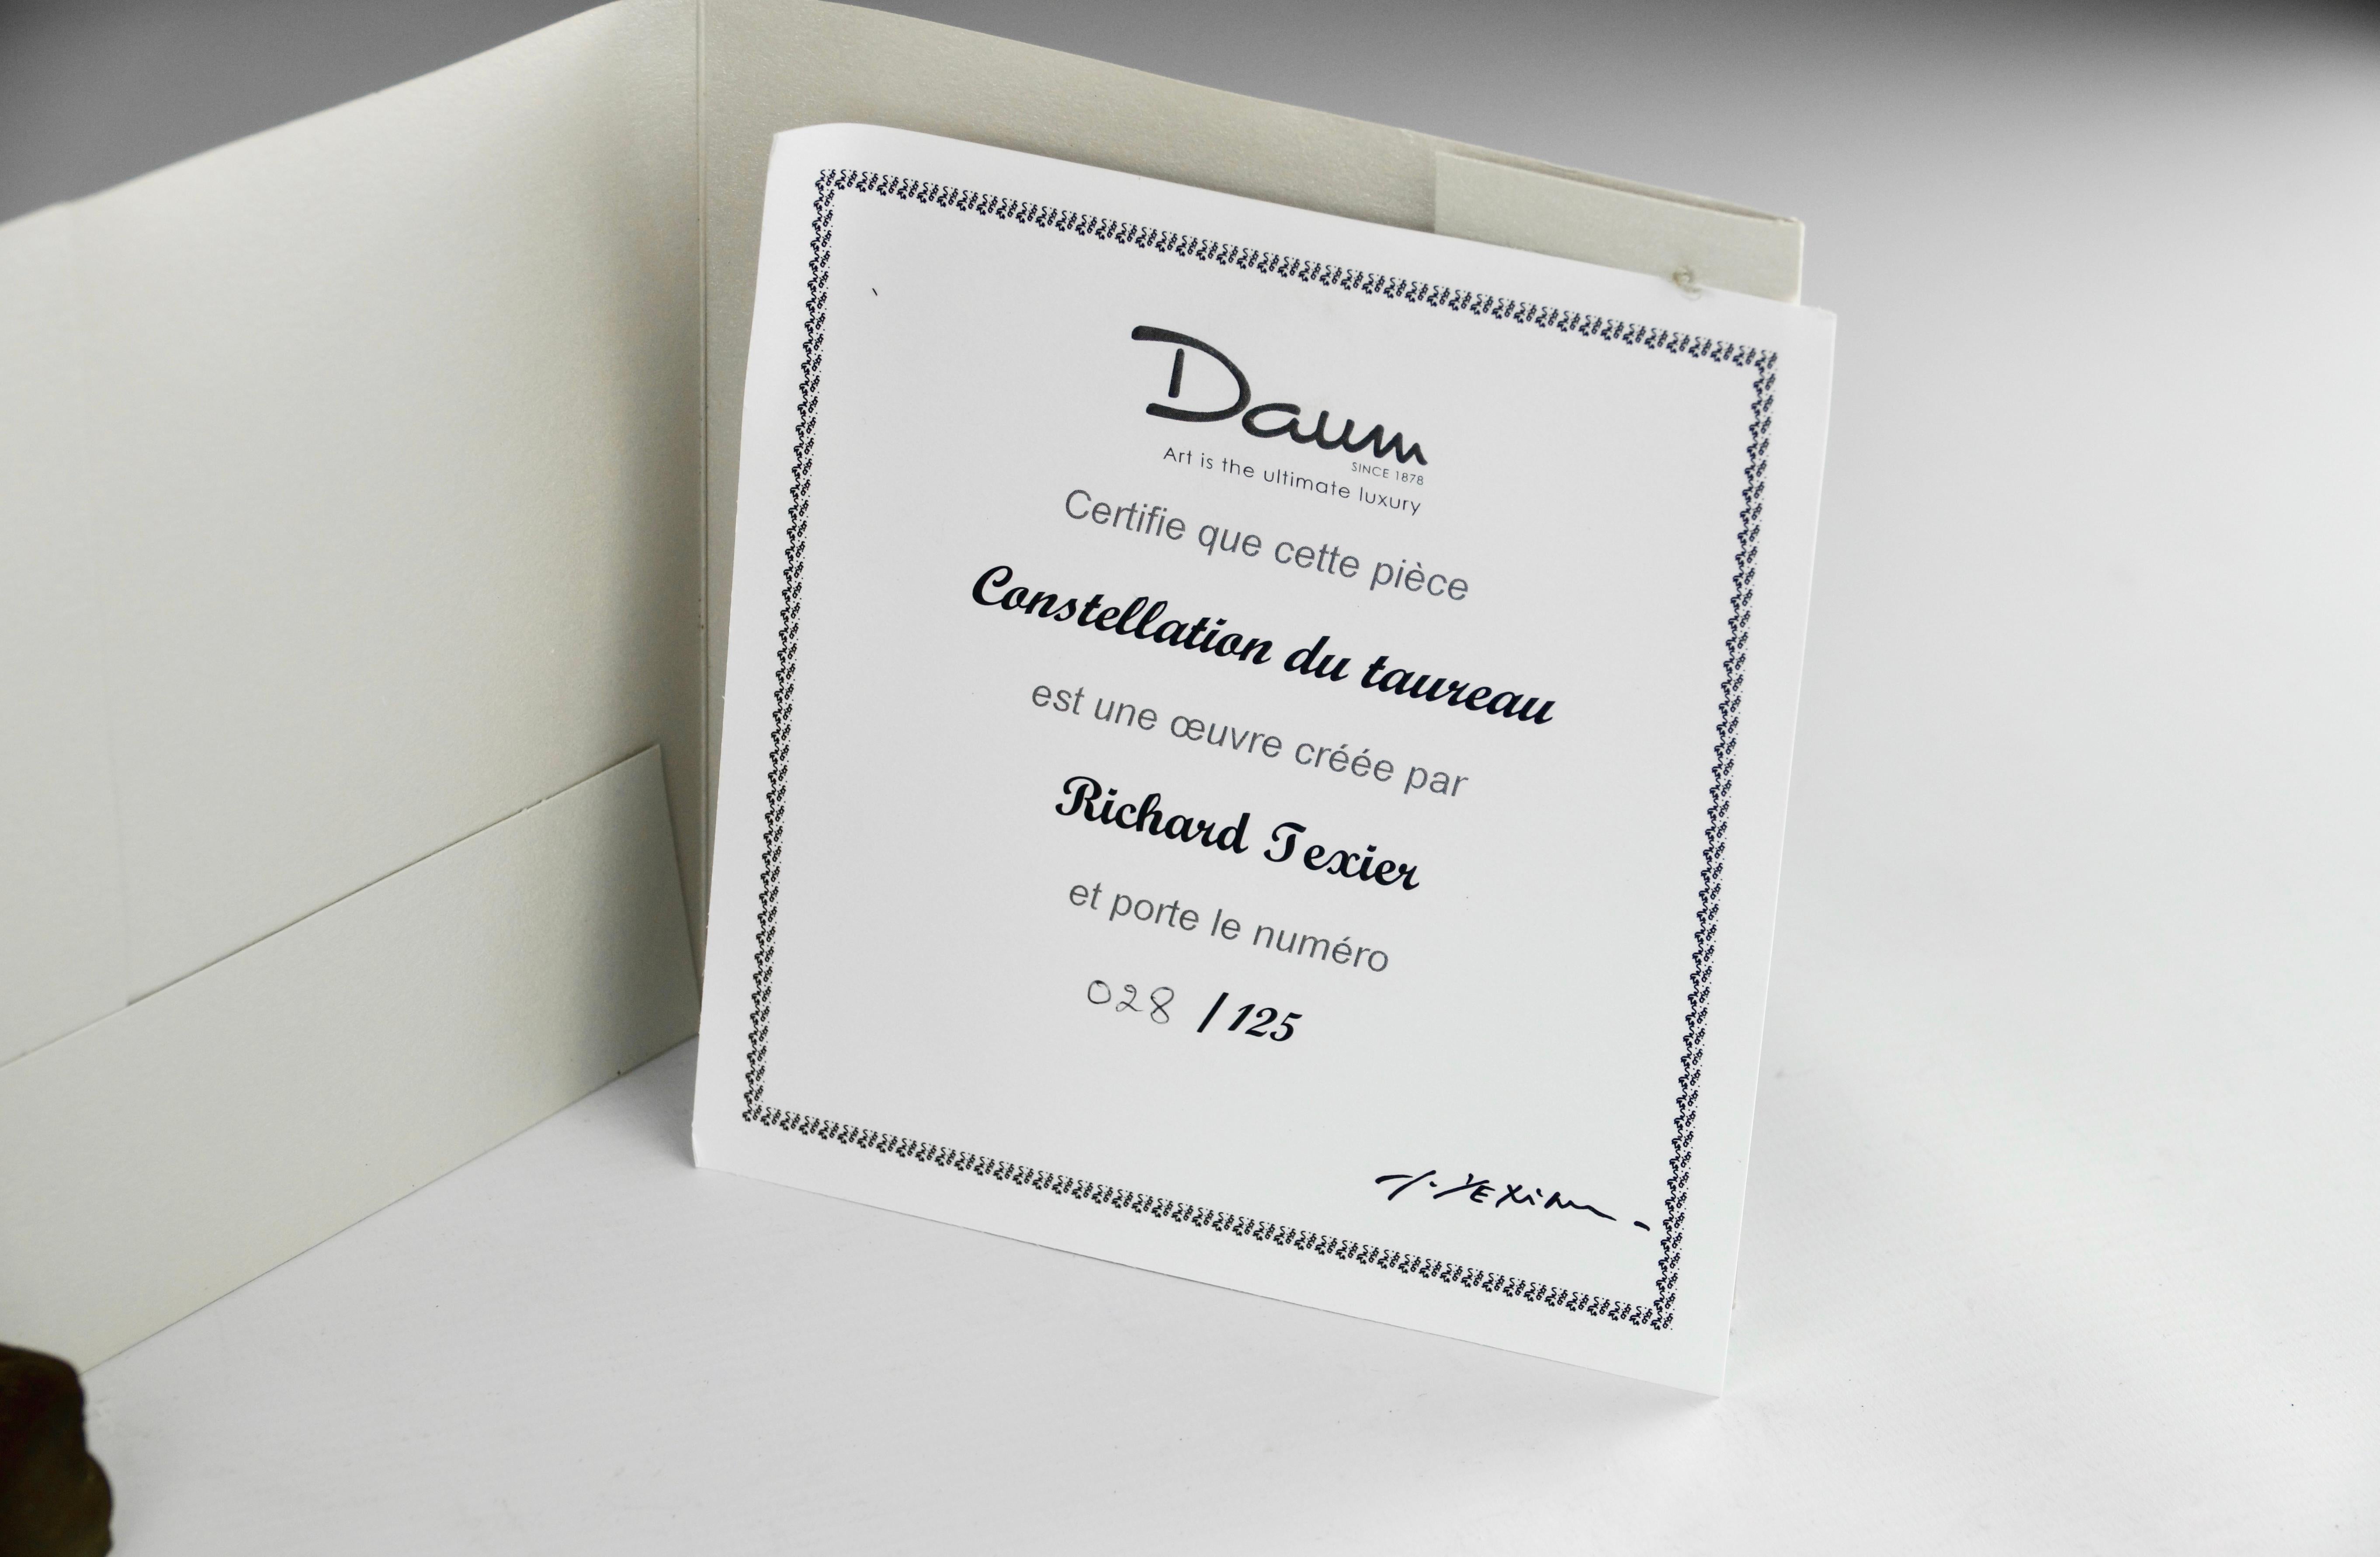 Daum
SINCE 1878
Art is the ultimate luxury
Certifie que cette pièce
Constellation du taureau
est une œuvre créée par
Richard Texier
et porte le numéro
028 / 125